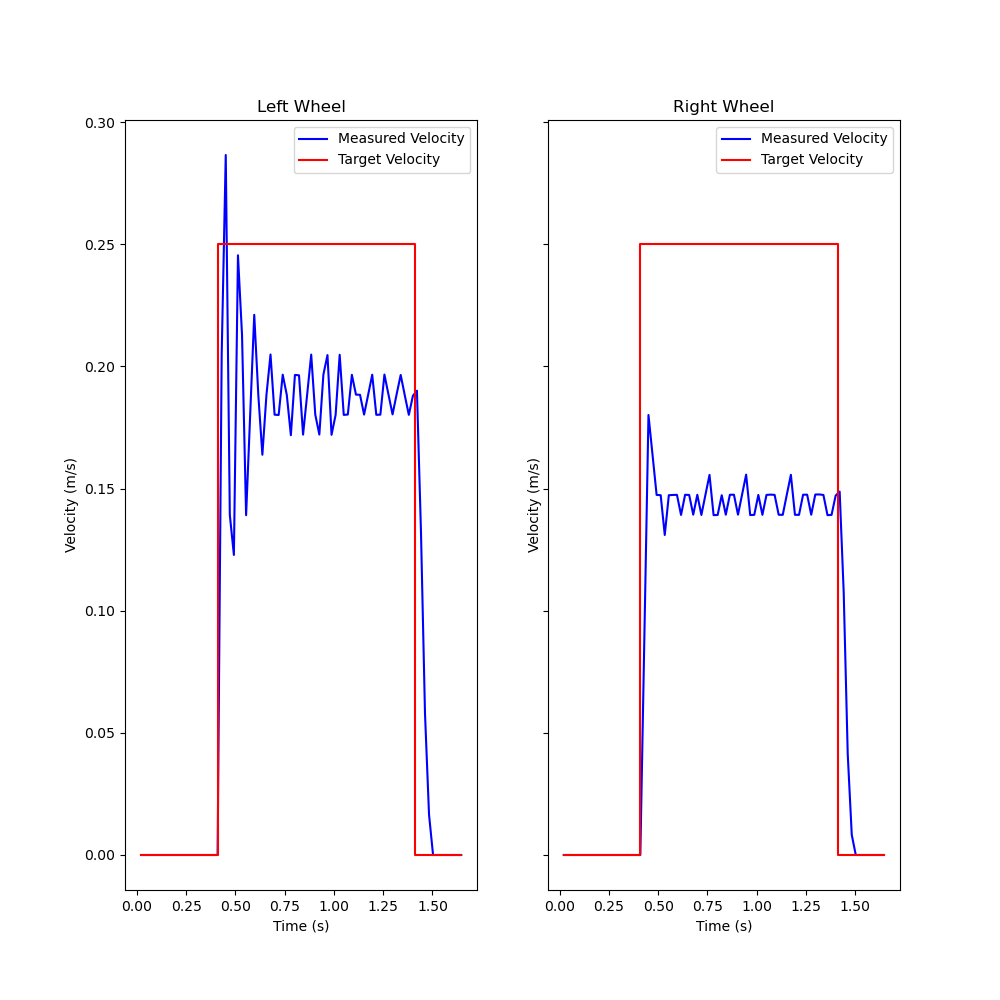 Left Wheel
Measured Velocity
Target Velocity
0.30
0.25
0.20
0.15
0.10
0.05
0.00
Velocity (m/s)
0.00 0.25 0.50 0.75 1.00 1.25 1.50
Time (s)
Right Wheel
Measured Velocity
Target Velocity
Velocity (m/s)
0.00 0.25 0.50 0.75 1.00 1.25 1.50
Time (s)